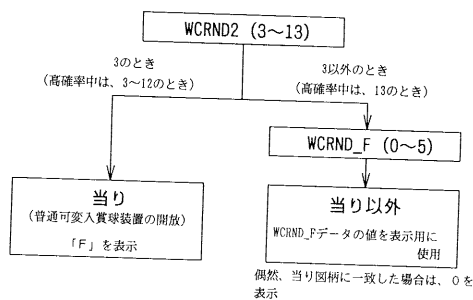 WCRND2 (3~13)
3のとき
(高確率中は、3~12のとき)
3以外のとき
(高確率中は、13のとき)
WCRND_F (0~5)
当り
(普通可変入賞球装置の開放)
「F」を表示
当り以外
WCRND_Fデータの値を表示用に
使用
偶然、当り図柄に一致した場合は、0を
表示